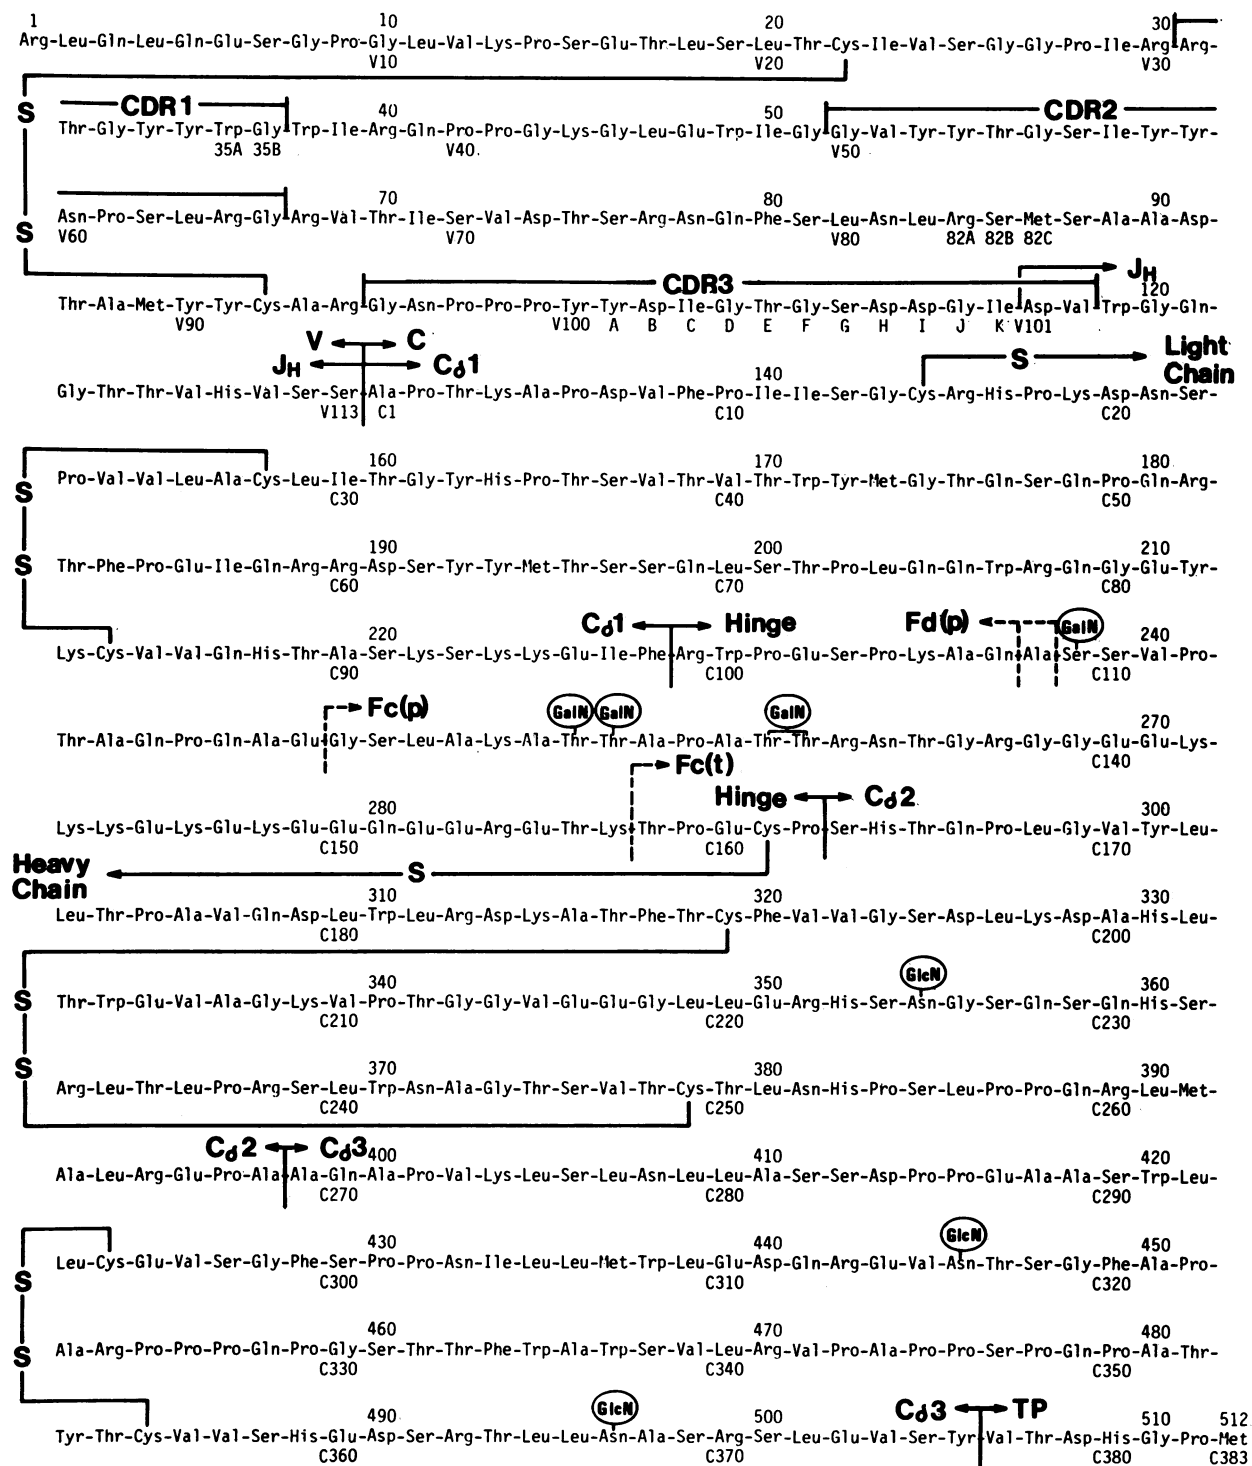 1 10 20 30
Arg-Leu-Gln-Leu-Gln-Glu-Ser-Gly-Pro-Gly-Leu-Val-Lys-Pro-Ser-Glu-Thr-Leu-Ser-Leu-Thr-Cys-Ile-Val-Ser-Gly-Gly-Pro-Ile-Arg-Arg-
V10 V20 V30
S CDR1 40 50 CDR2
Thr-Gly-Tyr-Tyr-Trp-Gly-Trp-Ile-Arg-Gln-Pro-Pro-Gly-Lys-Gly-Leu-Glu-Trp-Ile-Gly-Gly-Val-Tyr-Tyr-Thr-Gly-Ser-Ile-Tyr-Tyr-
35A 35B V40. V50
70 80 90
Asn-Pro-Ser-Leu-Arg-Gly-Arg-Val-Thr-Ile-Ser-Val-Asp-Thr-Ser-Arg-Asn-Gln-Phe-Ser-Leu-Asn-Leu-Arg-Ser-Met-Ser-Ala-Ala-Asp-
S V60 V70 V80 82A 82B 82C
CDR3 JH 120
Thr-Ala-Met-Tyr-Tyr-Cys-Ala-Arg-Gly-Asn-Pro-Pro-Pro-Tyr-Tyr-Asp-Ile-Gly-Thr-Gly-Ser-Asp-Asp-Gly-Ile-Asp-Val-Trp-Gly-Gln-
V90 V100 A B C D E F G H I J K V101
V C
JH Cδ1 140 S Light Chain
Gly-Thr-Thr-Val-His-Val-Ser-Ser-Ala-Pro-Thr-Lys-Ala-Pro-Asp-Val-Phe-Pro-Ile-Ile-Ser-Gly-Cys-Arg-His-Pro-Lys-Asp-Asn-Ser-
V113 C1 C10 C20
160 170 180
S Pro-Val-Val-Leu-Ala-Cys-Leu-Ile-Thr-Gly-Tyr-His-Pro-Thr-Ser-Val-Thr-Val-Thr-Trp-Tyr-Met-Gly-Thr-Gln-Ser-Gln-Pro-Gln-Arg-
C30 C40 C50
190 200 210
S Thr-Phe-Pro-Glu-Ile-Gln-Arg-Arg-Asp-Ser-Tyr-Tyr-Met-Thr-Ser-Ser-Gln-Leu-Ser-Thr-Pro-Leu-Gln-Gln-Trp-Arg-Gln-Gly-Glu-Tyr-
C60 C70 C80
220 Cδ1 Hinge Fd(p) GalN 240
Lys-Cys-Val-Val-Gln-His-Thr-Ala-Ser-Lys-Ser-Lys-Lys-Glu-Ile-Phe-Arg-Trp-Pro-Glu-Ser-Pro-Lys-Ala-Gln-Ala-Ser-Ser-Val-Pro-
C90 C100 C110
Fc(p) GalN GalN GalN 270
Thr-Ala-Gln-Pro-Gln-Ala-Glu-Gly-Ser-Leu-Ala-Lys-Ala-Thr-Thr-Ala-Pro-Ala-Thr-Thr-Arg-Asn-Thr-Gly-Arg-Gly-Gly-Glu-Glu-Lys-
C140
Fc(t)
280 Hinge Cδ2 300
Lys-Lys-Glu-Lys-Glu-Lys-Glu-Glu-Gln-Glu-Glu-Arg-Glu-Thr-Lys-Thr-Pro-Glu-Cys-Pro-Ser-His-Thr-Gln-Pro-Leu-Gly-Val-Tyr-Leu-
C150 C160 C170
Heavy Chain S
310 320 330
Leu-Thr-Pro-Ala-Val-Gln-Asp-Leu-Trp-Leu-Arg-Asp-Lys-Ala-Thr-Phe-Thr-Cys-Phe-Val-Val-Gly-Ser-Asp-Leu-Lys-Asp-Ala-His-Leu-
C180 C200
340 350 GlcN 360
S Thr-Trp-Glu-Val-Ala-Gly-Lys-Val-Pro-Thr-Gly-Gly-Val-Glu-Glu-Gly-Leu-Leu-Glu-Arg-His-Ser-Asn-Gly-Ser-Gln-Ser-Gln-His-Ser-
C210 C220 C230
370 380 390
S Arg-Leu-Thr-Leu-Pro-Arg-Ser-Leu-Trp-Asn-Ala-Gly-Thr-Ser-Val-Thr-Cys-Thr-Leu-Asn-His-Pro-Ser-Leu-Pro-Pro-Gln-Arg-Leu-Met-
C240 C250 C260
Cδ2 Cδ3 400 410 420
Ala-Leu-Arg-Glu-Pro-Ala-Ala-Gln-Ala-Pro-Val-Lys-Leu-Ser-Leu-Asn-Leu-Leu-Ala-Ser-Ser-Asp-Pro-Pro-Glu-Ala-Ala-Ser-Trp-Leu-
C270 C280 C290
430 440 GlcN 450
S Leu-Cys-Glu-Val-Ser-Gly-Phe-Ser-Pro-Pro-Asn-Ile-Leu-Leu-Met-Trp-Leu-Glu-Asp-Gln-Arg-Glu-Val-Asn-Thr-Ser-Gly-Phe-Ala-Pro-
C300 C310 C320
460 470 480
S Ala-Arg-Pro-Pro-Pro-Gln-Pro-Gly-Ser-Thr-Thr-Phe-Trp-Ala-Trp-Ser-Val-Leu-Arg-Val-Pro-Ala-Pro-Pro-Ser-Pro-Gln-Pro-Ala-Thr-
C330 C340 C350
490 GlcN 500 Cδ3 TP 510 512
Tyr-Thr-Cys-Val-Val-Ser-His-Glu-Asp-Ser-Arg-Thr-Leu-Leu-Asn-Ala-Ser-Arg-Ser-Leu-Glu-Val-Ser-Tyr-Val-Thr-Asp-His-Gly-Pro-Met
C360 C370 C380 C383